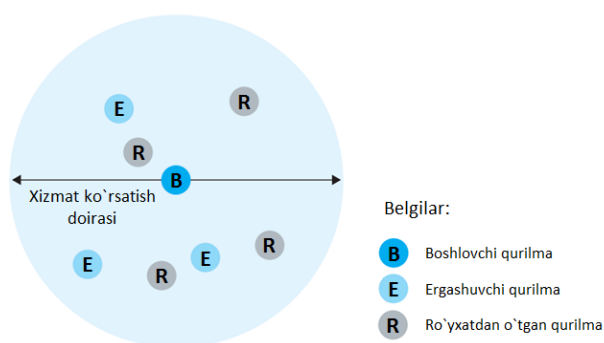 E
R
R
B
Xizmat ko`rsatish
doirasi
E
R
E
R
Belgilar:
B Boshlovchi qurilma
E Ergashuvchi qurilma
R Ro`yxatdan o`tgan qurilma